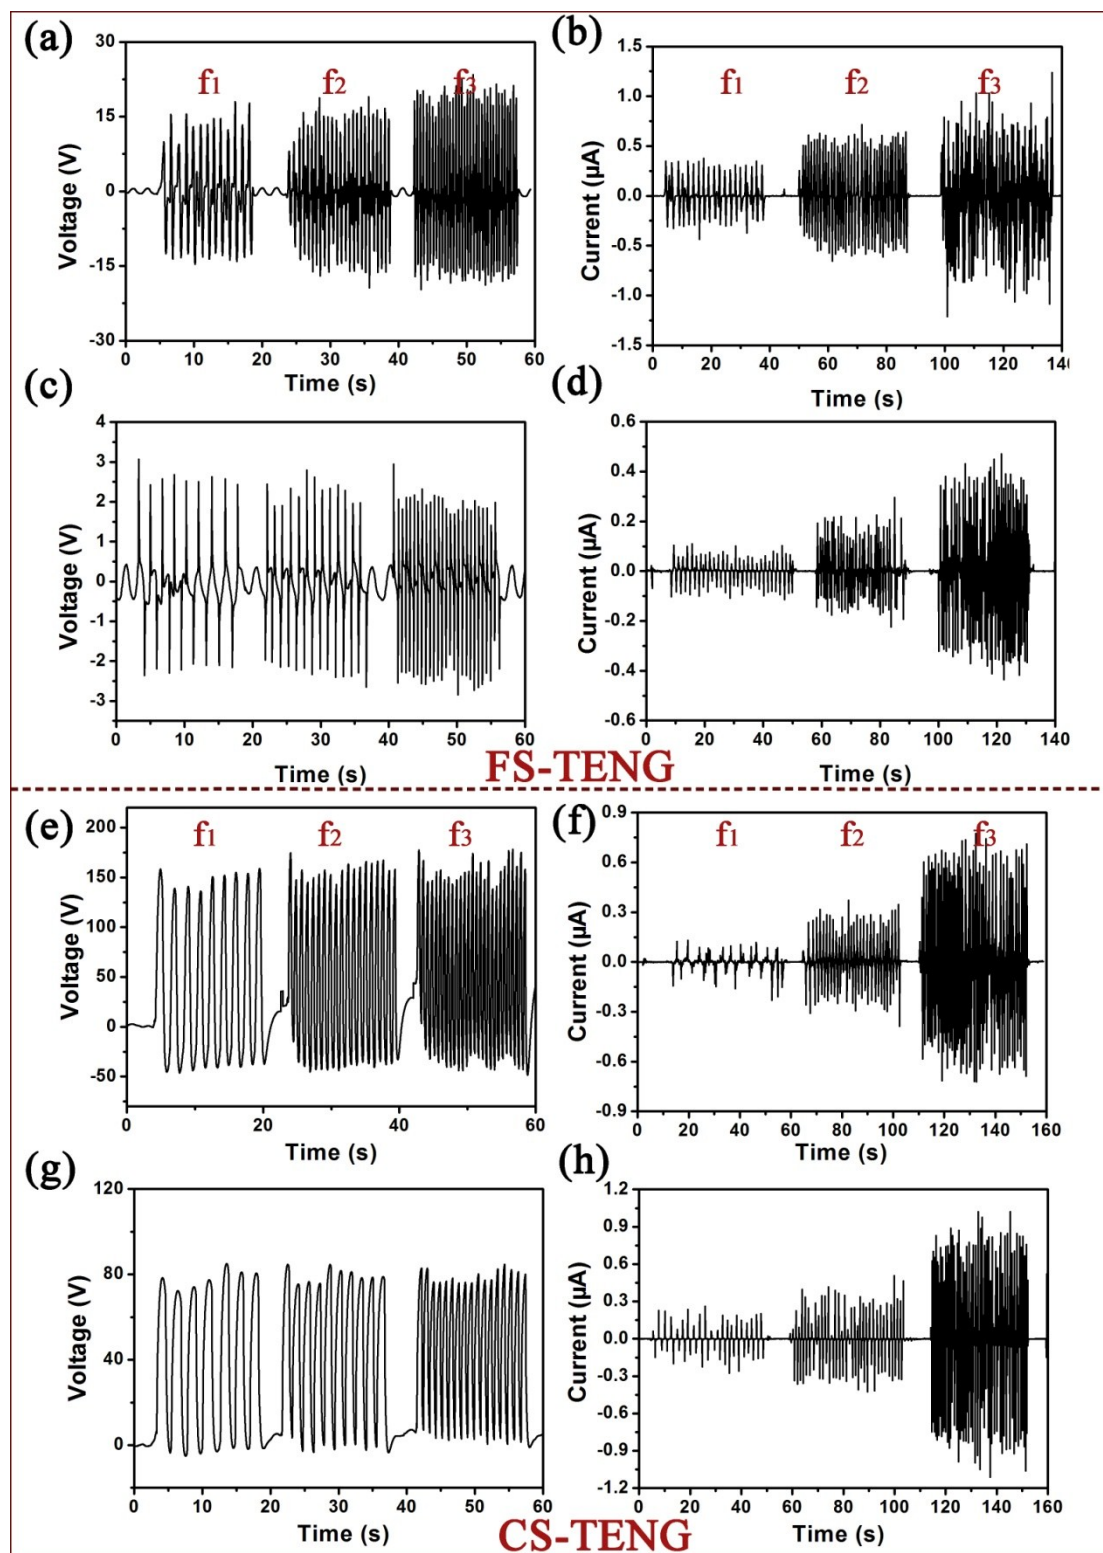 (a)
30
15
0
-15
-30
Voltage (V)
f1
f2
f3
0 10 20 30 40 50 60
Time (s)
(b)
1.5
1.0
0.5
0.0
-0.5
-1.0
-1.5
Current (µA)
f1
f2
f3
0 20 40 60 80 100 120
Time (s)
(c)
4
3
2
1
0
-1
-2
-3
Voltage (V)
0 10 20 30 40 50 60
Time (s)
(d)
0.6
0.4
0.2
0.0
-0.2
-0.4
-0.6
Current (µA)
0 20 40 60 80 100 120 140
Time (s)
FS-TENG
(e)
200
150
100
50
0
-50
Voltage (V)
f1
f2
f3
0 20 40 60
Time (s)
(f)
0.9
0.6
0.3
0.0
-0.3
-0.6
-0.9
Current (µA)
f1
f2
f3
0 20 40 60 80 100 120 140 160
Time (s)
(g)
120
80
40
0
Voltage (V)
0 10 20 30 40 50 60
Time (s)
(h)
1.2
0.9
0.6
0.3
0.0
-0.3
-0.6
-0.9
-1.2
Current (µA)
0 20 40 60 80 100 120 140 160
Time (s)
CS-TENG